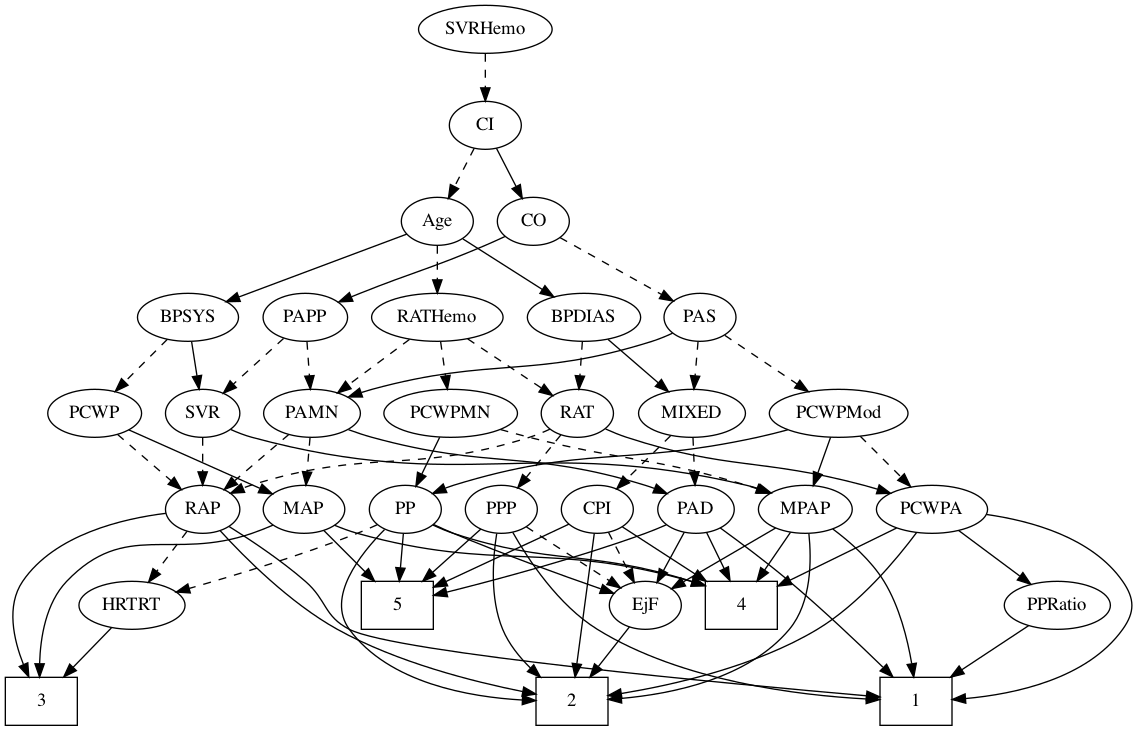 SVRHemo
CI
Age
CO
BPSYS
PAPP
RATHemo
BPDIAS
PAS
PCWP
SVR
PAMN
PCWPMN
RAT
MIXED
PCWPMod
RAP
MAP
PP
PPP
CPI
PAD
MPAP
PCWPA
HRTRT
5
EjF
4
PPRatio
3
2
1